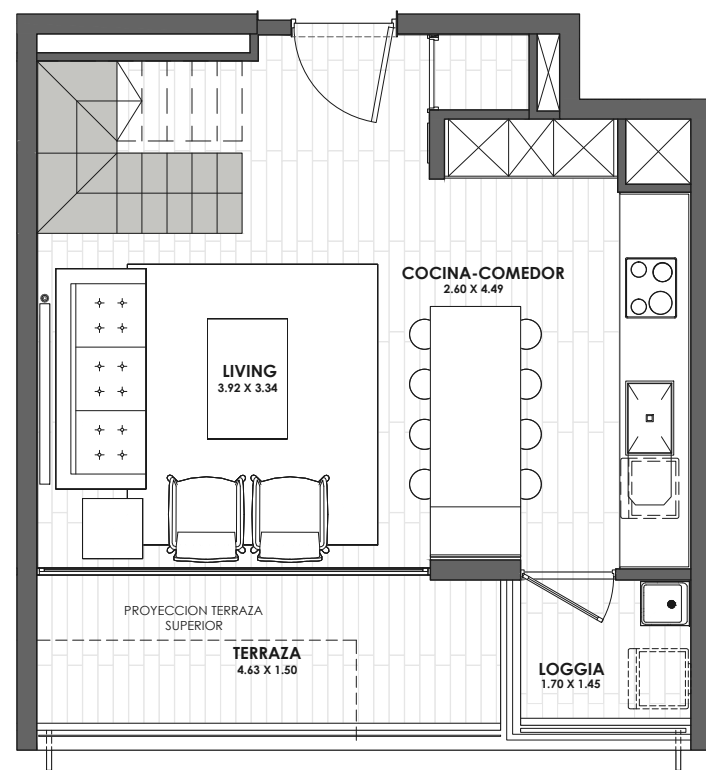 COCINA-COMEDOR
2.60 X 4.49
LIVING
3.92 X 3.34
PROYECCION TERRAZA
SUPERIOR
TERRAZA
4.63 X 1.50
LOGGIA
1.70 X 1.45